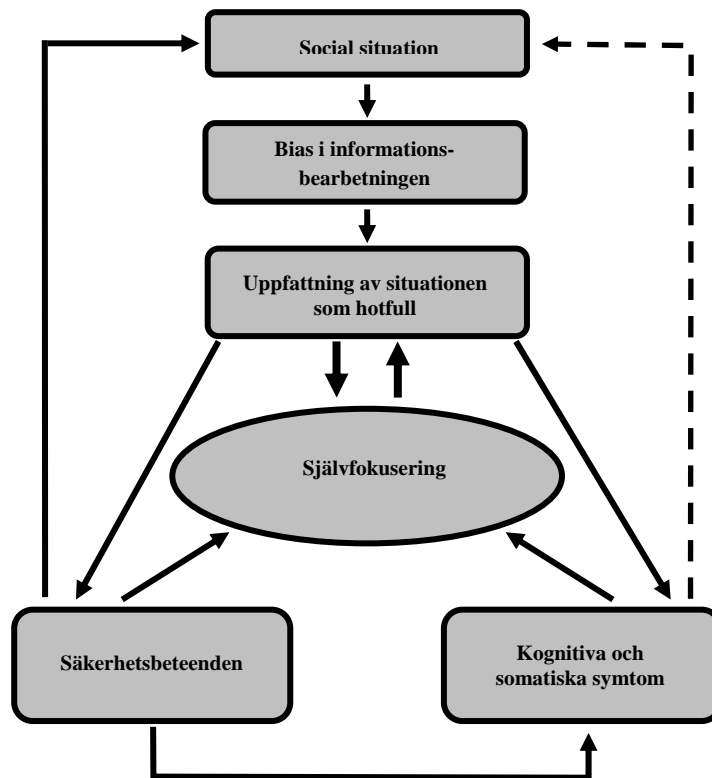 Social situation
Bias i informations-
bearbetningen
Uppfattning av situationen
som hotfull
Självfokusering
Säkerhetsbeteenden
Kognitiva och
somatiska symtom